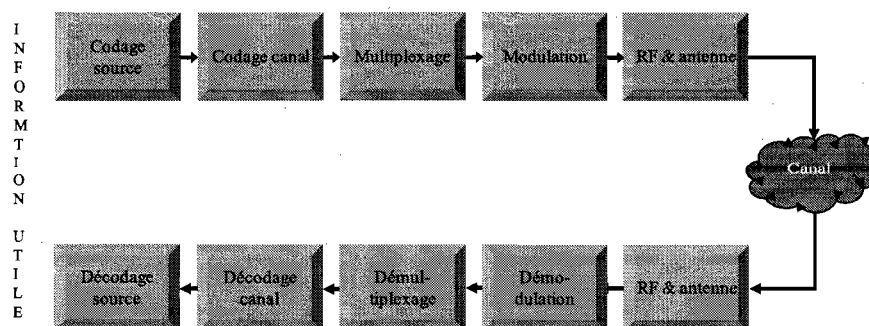 INFORMTION UTILE
Codage
source
Codage canal
Multiplexage
Modulation
RF & antenne
Canal
Décodage
source
Décodage
canal
Démul-
tiplexage
Démo-
dulation
RF & antenne